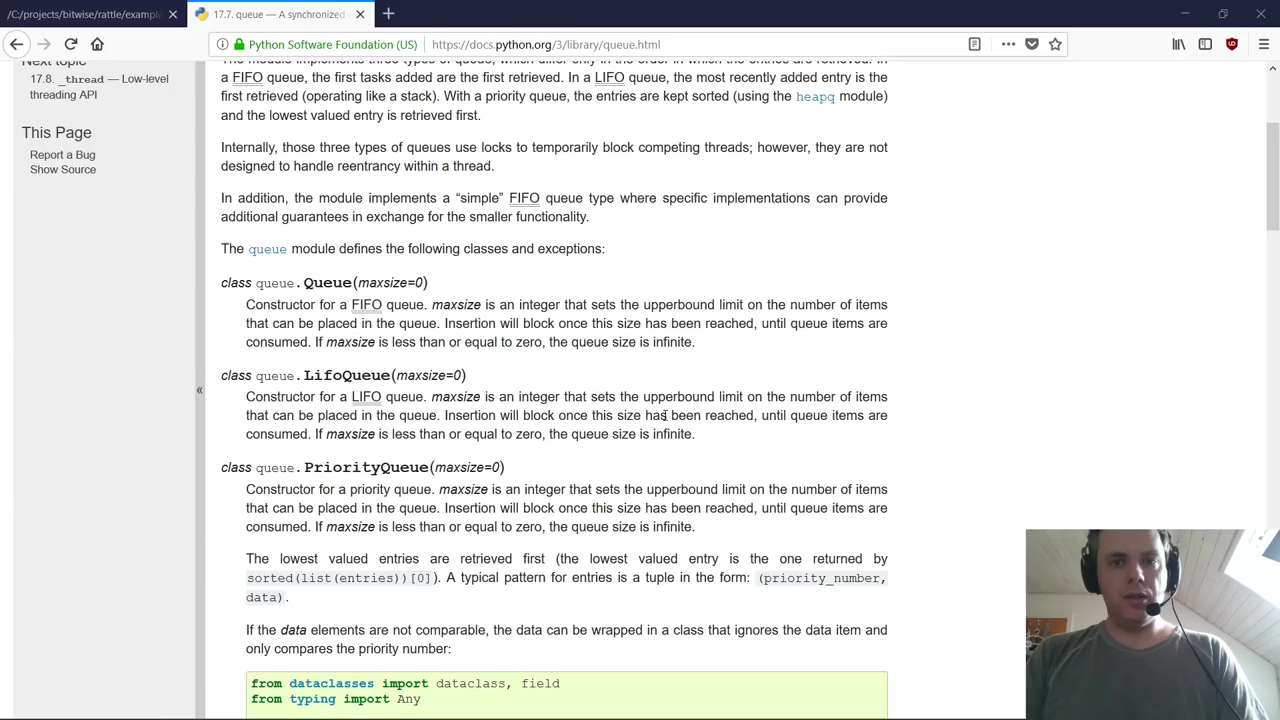 /C:/projects/bitwise/rattle/example
17.7. queue — A synchronized
Python Software Foundation (US)
https://docs.python.org/3/library/queue.html
Next topic
17.8. _thread — Low-level
threading API
This Page
Report a Bug
Show Source
«
The module implements three types of queue, which differ only in the order in which the entries are retrieved. In
a FIFO queue, the first tasks added are the first retrieved. In a LIFO queue, the most recently added entry is the
first retrieved (operating like a stack). With a priority queue, the entries are kept sorted (using the heapq module)
and the lowest valued entry is retrieved first.
Internally, those three types of queues use locks to temporarily block competing threads; however, they are not
designed to handle reentrancy within a thread.
In addition, the module implements a “simple” FIFO queue type where specific implementations can provide
additional guarantees in exchange for the smaller functionality.
The queue module defines the following classes and exceptions:
class queue.Queue(maxsize=0)
Constructor for a FIFO queue. maxsize is an integer that sets the upperbound limit on the number of items
that can be placed in the queue. Insertion will block once this size has been reached, until queue items are
consumed. If maxsize is less than or equal to zero, the queue size is infinite.
class queue.LifoQueue(maxsize=0)
Constructor for a LIFO queue. maxsize is an integer that sets the upperbound limit on the number of items
that can be placed in the queue. Insertion will block once this size has been reached, until queue items are
consumed. If maxsize is less than or equal to zero, the queue size is infinite.
class queue.PriorityQueue(maxsize=0)
Constructor for a priority queue. maxsize is an integer that sets the upperbound limit on the number of items
that can be placed in the queue. Insertion will block once this size has been reached, until queue items are
consumed. If maxsize is less than or equal to zero, the queue size is infinite.
The lowest valued entries are retrieved first (the lowest valued entry is the one returned by
sorted(list(entries))[0]). A typical pattern for entries is a tuple in the form: (priority_number,
data).
If the data elements are not comparable, the data can be wrapped in a class that ignores the data item and
only compares the priority number:
from dataclasses import dataclass, field
from typing import Any